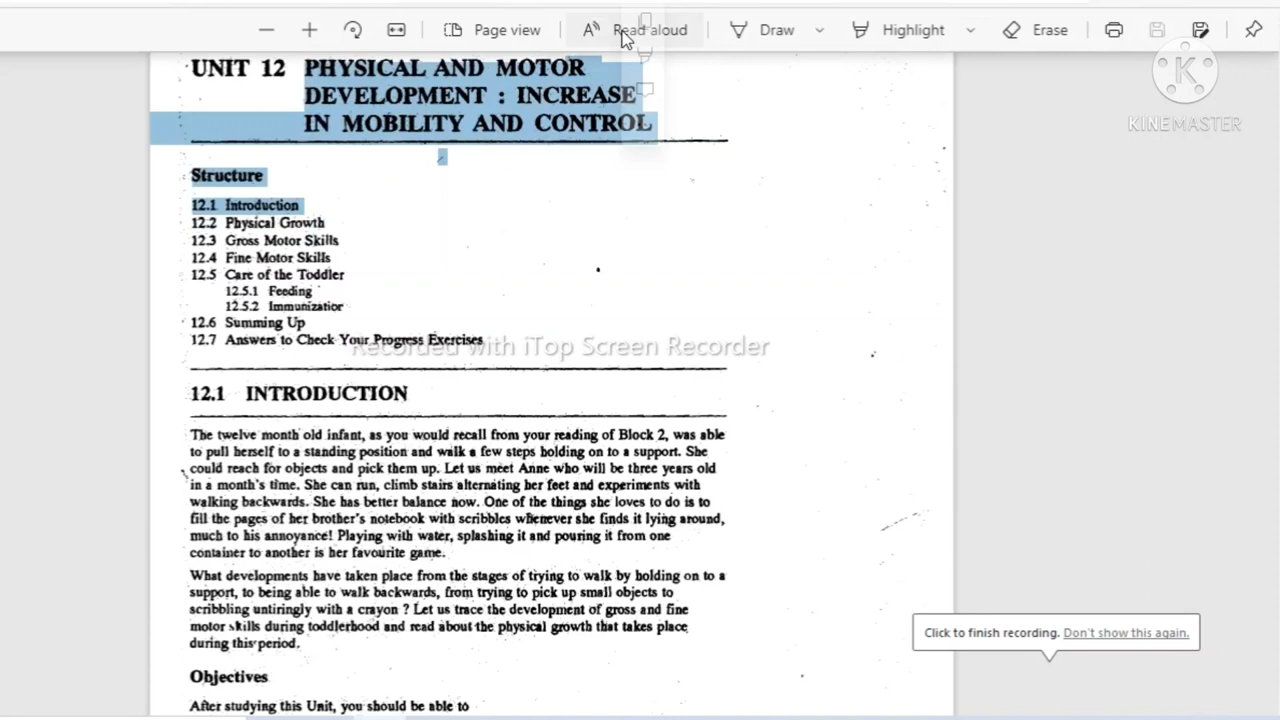 Page view
Read aloud
Draw
Highlight
Erase
K
KINEMASTER
UNIT 12 PHYSICAL AND MOTOR
DEVELOPMENT : INCREASE
IN MOBILITY AND CONTROL
Structure
12.1 Introduction
12.2 Physical Growth
12.3 Gross Motor Skills
12.4 Fine Motor Skills
12.5 Care of the Toddler
12.5.1 Feeding
12.5.2 Immunization
12.6 Summing Up
12.7 Answers to Check Your Progress Exercises
Recorded with iTop Screen Recorder
12.1 INTRODUCTION
The twelve month old infant, as you would recall from your reading of Block 2, was able
to pull herself to a standing position and walk a few steps holding on to a support. She
could reach for objects and pick them up. Let us meet Anne who will be three years old
in a month's time. She can run, climb stairs alternating her feet and experiments with
walking backwards. She has better balance now. One of the things she loves to do is to
fill the pages of her brother's notebook with scribbles whenever she finds it lying around,
much to his annoyance! Playing with water, splashing it and pouring it from one
container to another is her favourite game.
What developments have taken place from the stages of trying to walk by holding on to a
support, to being able to walk backwards, from trying to pick up small objects to
scribbling untiringly with a crayon ? Let us trace the development of gross and fine
motor skills during toddlerhood and read about the physical growth that takes place
during this period.
Objectives
After studying this Unit, you should be able to
Click to finish recording. Don't show this again.